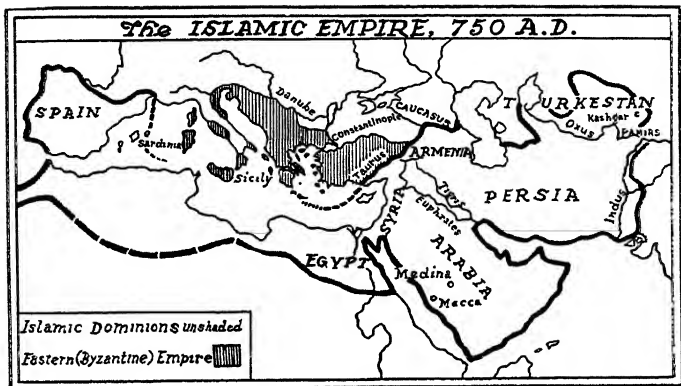 The ISLAMIC EMPIRE, 750 A.D.
SPAIN
Sardinia
Sicily
Danube
Constantinople
CAUCASUS
Taurus
ARMENIA
TURKESTAN
Kashgar
Oxus
PAMIRS
PERSIA
Indus
Tigris
Euphrates
SYRIA
EGYPT
ARABIA
Medina
Mecca
Islamic Dominions unshaded
Eastern (Byzantine) Empire